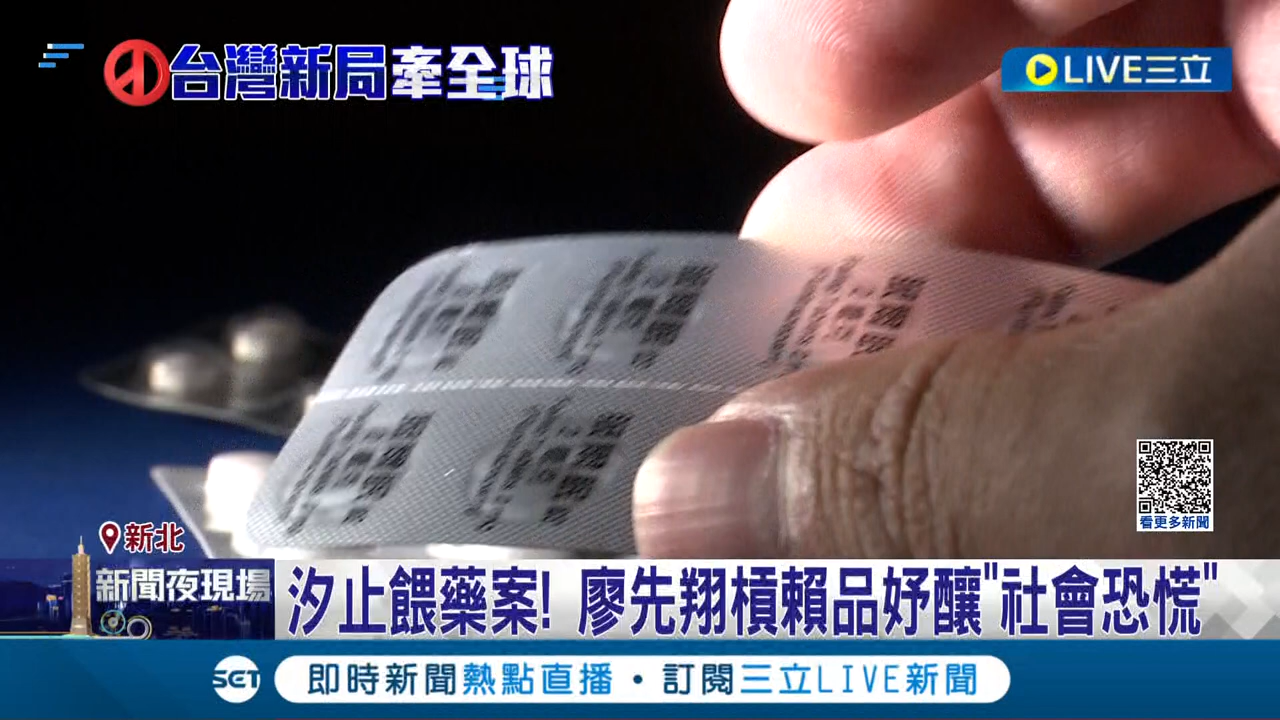 台灣新局牽全球
LIVE三立
看更多新聞
新北
新聞夜現場
汐止餵藥案! 廖先翔槓賴品妤釀"社會恐慌"
SET 即時新聞熱點直播・訂閱三立LIVE新聞